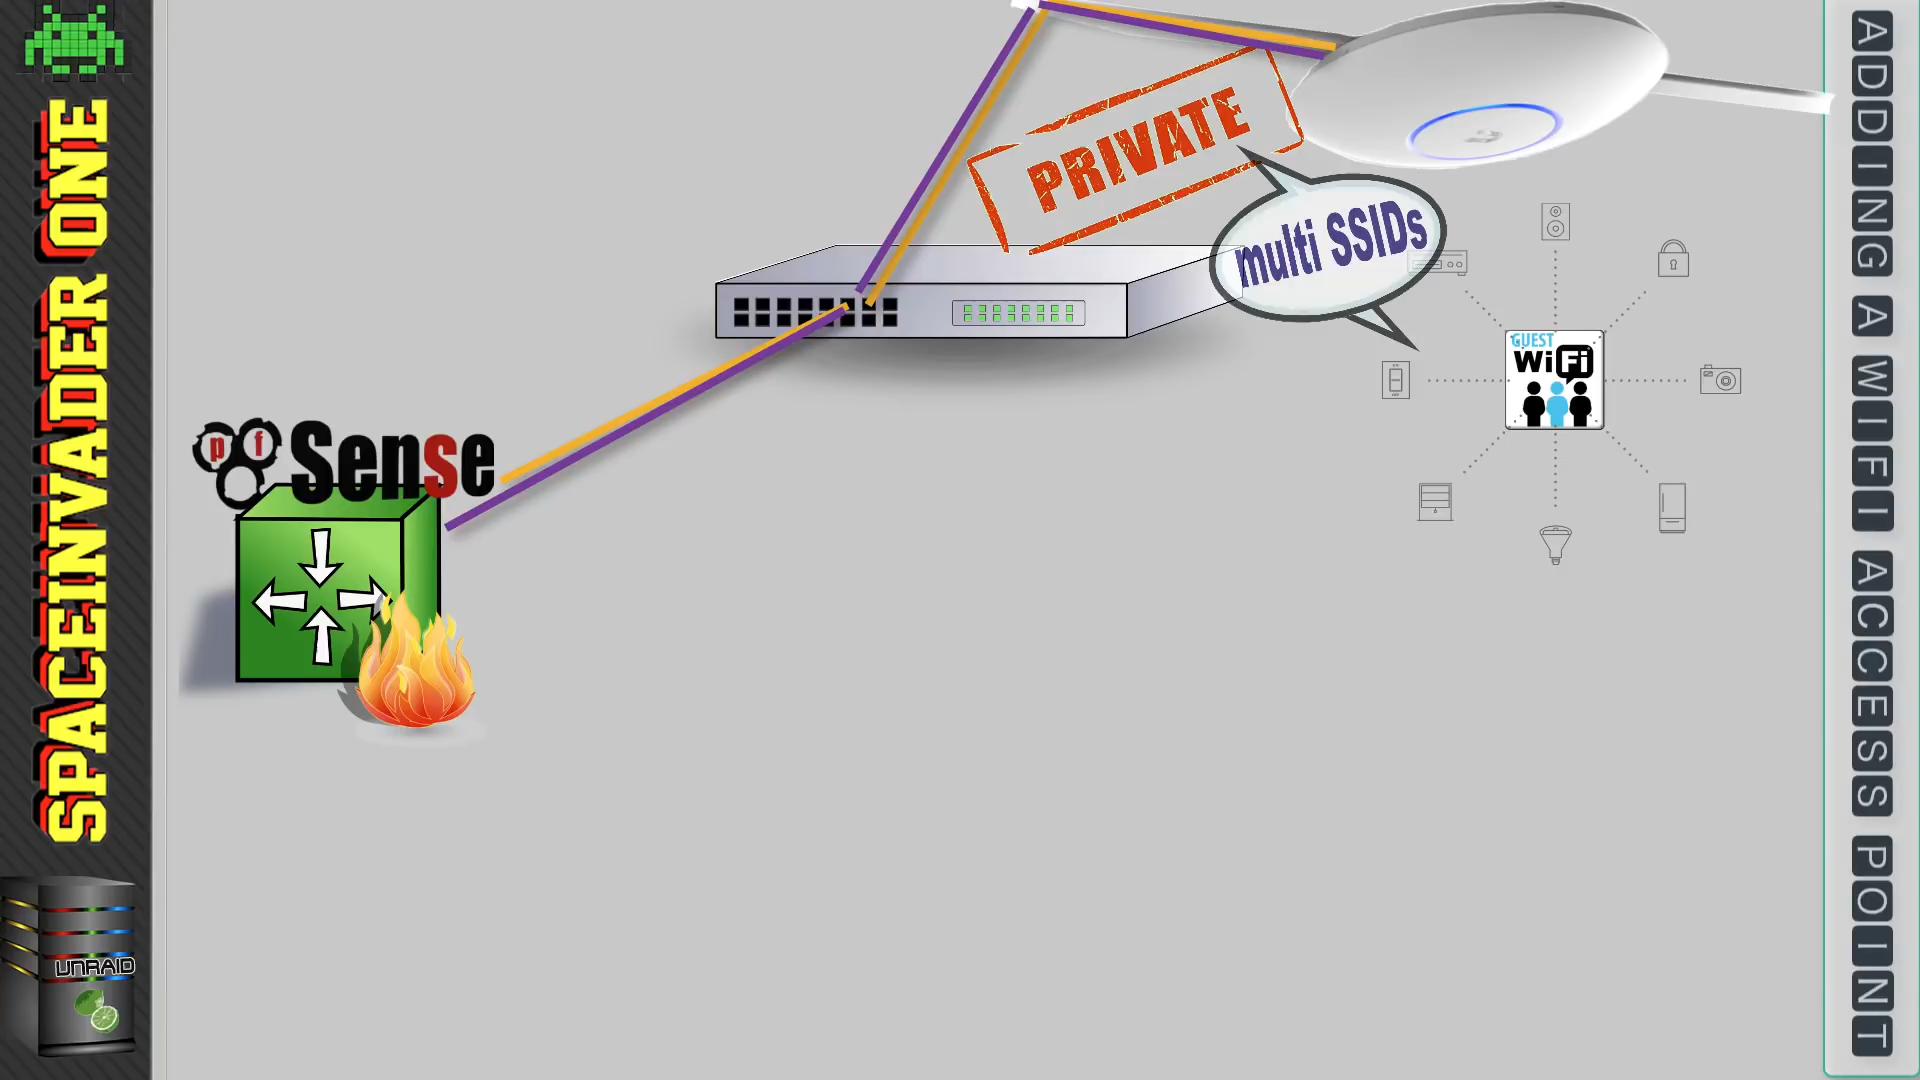 SPACEINVADER ONE
UNRAID
pf Sense
PRIVATE
multi SSIDs
GUEST
WiFi
ADDING A WIFI ACCESS POINT